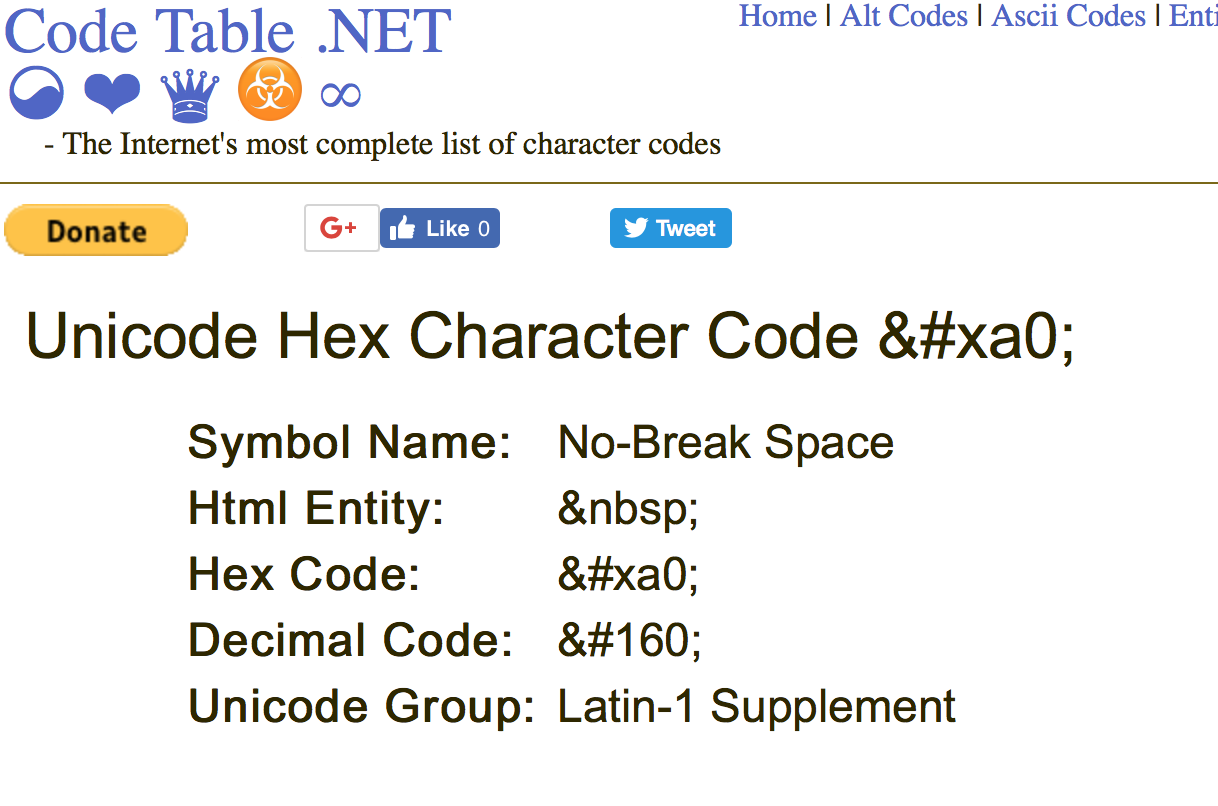 Code Table .NET
Home | Alt Codes | Ascii Codes | Enti
☯ ❤ ♛ ☣ ∞
- The Internet's most complete list of character codes
Donate
G+
Like 0
Tweet
Unicode Hex Character Code &#xa0;
Symbol Name: No-Break Space
Html Entity: &nbsp;
Hex Code: &#xa0;
Decimal Code: &#160;
Unicode Group: Latin-1 Supplement